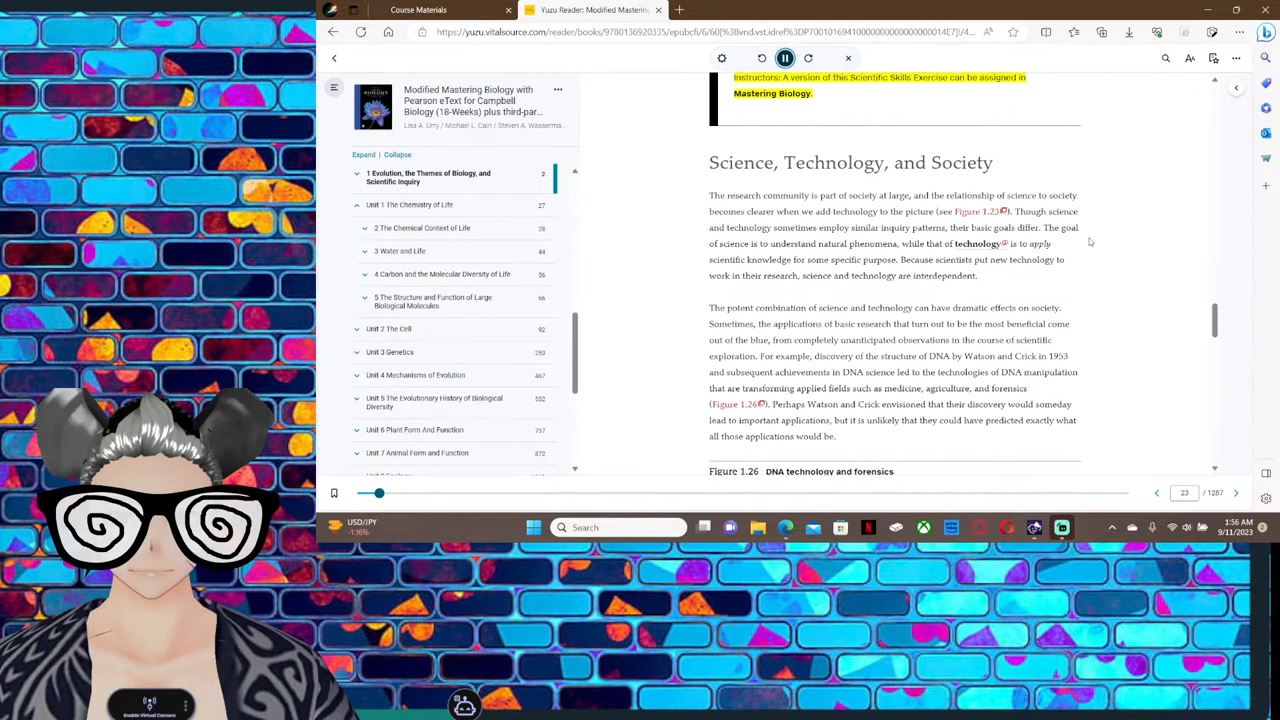 Course Materials
Yuzu Reader: Modified Mastering
https://yuzu.vitalsource.com/reader/books/9780136920335/epubcfi/6/60[%3Bvnd.vst.idref%3DP70010169410000000000000000014E7]!/4...
Modified Mastering Biology with
Pearson eText for Campbell
Biology (18-Weeks) plus third-par...
Lisa A. Urry / Michael L. Cain / Steven A. Wasserma...
Expand | Collapse
1 Evolution, the Themes of Biology, and
Scientific Inquiry
2
Unit 1 The Chemistry of Life
27
2 The Chemical Context of Life
28
3 Water and Life
44
4 Carbon and the Molecular Diversity of Life
56
5 The Structure and Function of Large
Biological Molecules
66
Unit 2 The Cell
92
Unit 3 Genetics
253
Unit 4 Mechanisms of Evolution
467
Unit 5 The Evolutionary History of Biological
Diversity
552
Unit 6 Plant Form And Function
757
Unit 7 Animal Form and Function
872
Instructors: A version of this Scientific Skills Exercise can be assigned in
Mastering Biology.
Science, Technology, and Society
The research community is part of society at large, and the relationship of science to society
becomes clearer when we add technology to the picture (see Figure 1.23). Though science
and technology sometimes employ similar inquiry patterns, their basic goals differ. The goal
of science is to understand natural phenomena, while that of technology is to apply
scientific knowledge for some specific purpose. Because scientists put new technology to
work in their research, science and technology are interdependent.
The potent combination of science and technology can have dramatic effects on society.
Sometimes, the applications of basic research that turn out to be the most beneficial come
out of the blue, from completely unanticipated observations in the course of scientific
exploration. For example, discovery of the structure of DNA by Watson and Crick in 1953
and subsequent achievements in DNA science led to the technologies of DNA manipulation
that are transforming applied fields such as medicine, agriculture, and forensics
(Figure 1.26). Perhaps Watson and Crick envisioned that their discovery would someday
lead to important applications, but it is unlikely that they could have predicted exactly what
all those applications would be.
Figure 1.26 DNA technology and forensics
23 / 1287
USD/JPY
-1.16%
Search
1:56 AM
9/11/2023
Enable Virtual Camera